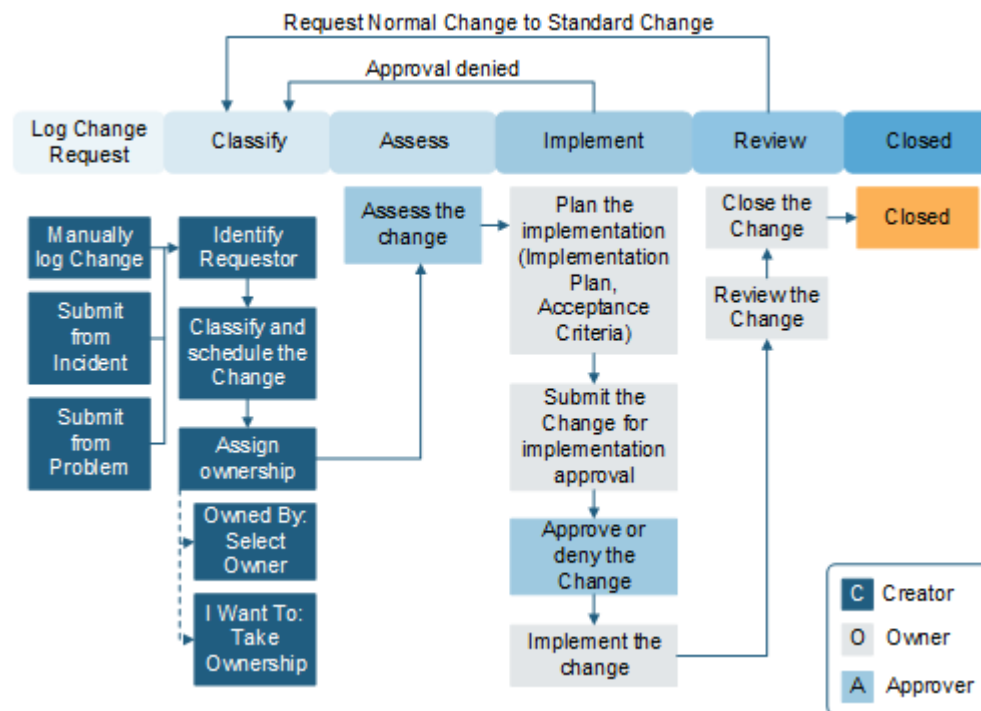 Request Normal Change to Standard Change
Approval denied
Log Change
Request
Classify
Assess
Implement
Review
Closed
Manually
log Change
Submit
from
Incident
Submit
from
Problem
Identify
Requestor
Classify and
schedule the
Change
Assign
ownership
Owned By:
Select
Owner
I Want To:
Take
Ownership
Assess the
change
Plan the
implementation
(Implementation
Plan,
Acceptance
Criteria)
Submit the
Change for
implementation
approval
Approve or
deny the
Change
Implement the
change
Close the
Change
Review the
Change
Closed
C Creator
O Owner
A Approver